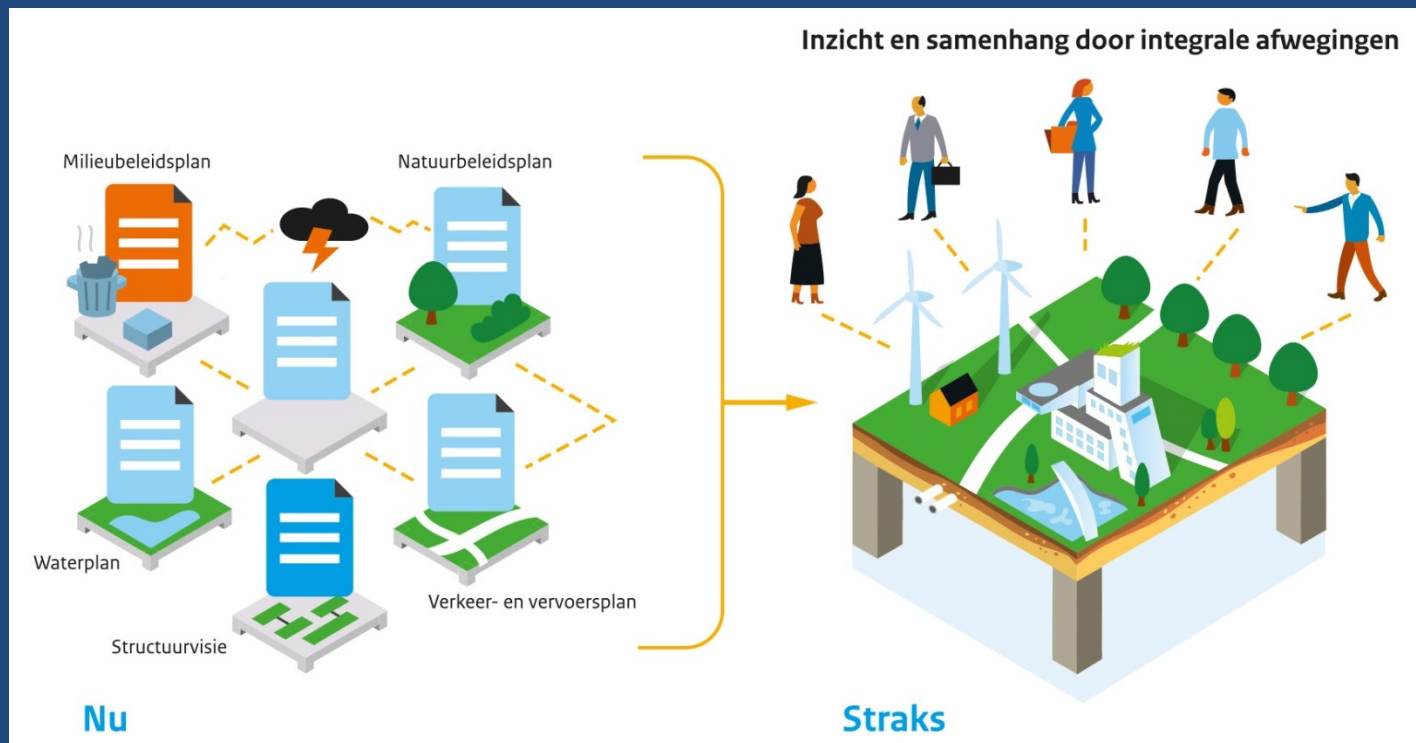 Inzicht en samenhang door integrale afwegingen
Milieubeleidsplan
Natuurbeleidsplan
Waterplan
Verkeer- en vervoersplan
Structuurvisie
Nu
Straks